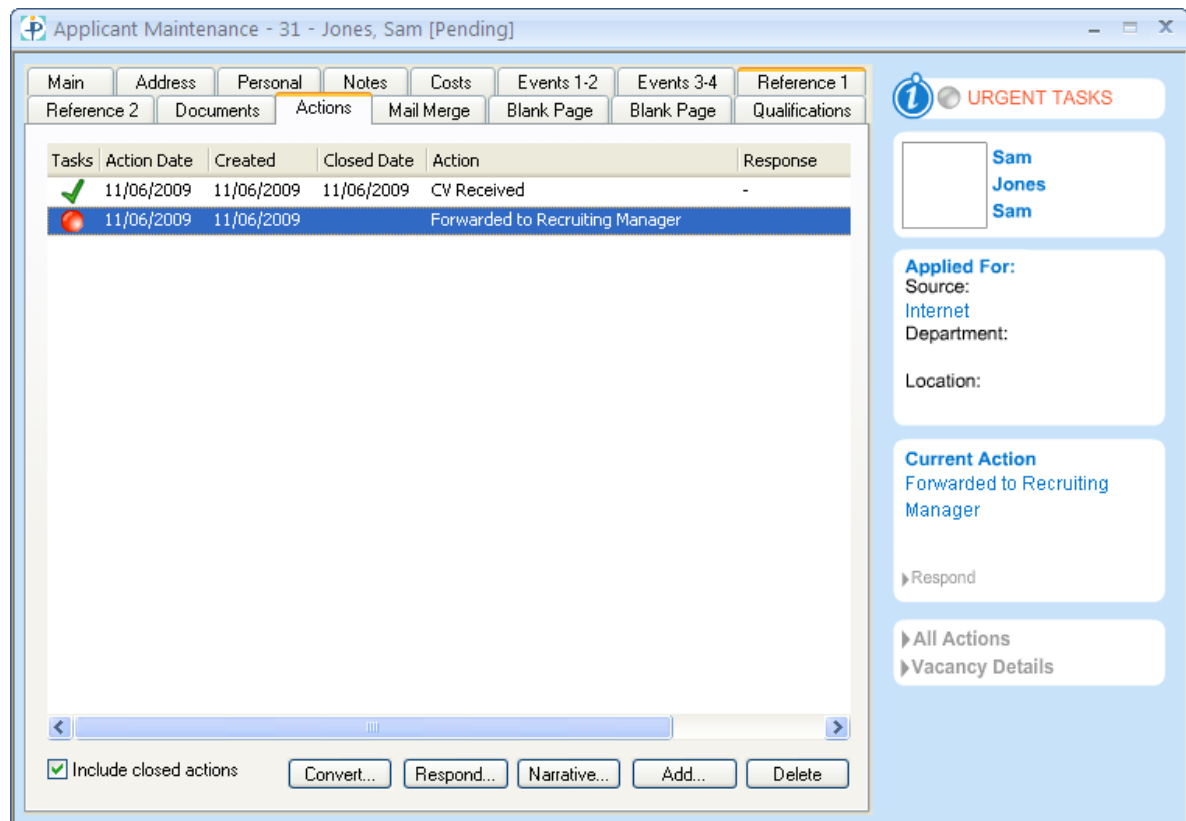 Applicant Maintenance - 31 - Jones, Sam [Pending]
Main Address Personal Notes Costs Events 1-2 Events 3-4 Reference 1
Reference 2 Documents Actions Mail Merge Blank Page Blank Page Qualifications
Tasks Action Date Created Closed Date Action Response
11/06/2009 11/06/2009 11/06/2009 CV Received -
11/06/2009 11/06/2009 Forwarded to Recruiting Manager
Include closed actions Convert... Respond... Narrative... Add... Delete
URGENT TASKS
Sam
Jones
Sam
Applied For:
Source:
Internet
Department:
Location:
Current Action
Forwarded to Recruiting
Manager
Respond
All Actions
Vacancy Details